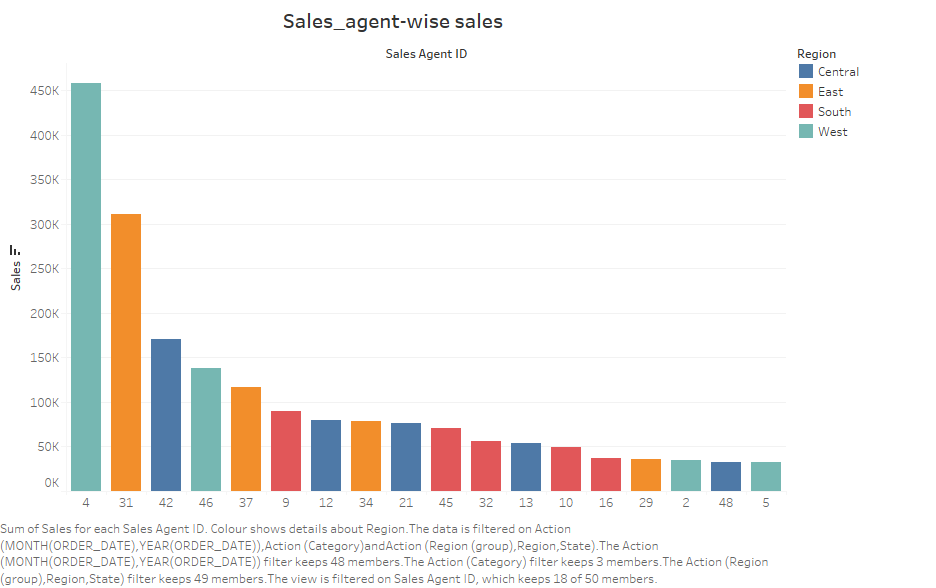 Sales_agent-wise sales
Sales Agent ID
Region
Central
East
South
West
Sales
450K
400K
350K
300K
250K
200K
150K
100K
50K
0K
4 31 42 46 37 9 12 34 21 45 32 13 10 16 29 2 48 5
Sum of Sales for each Sales Agent ID. Colour shows details about Region.The data is filtered on Action
(MONTH(ORDER_DATE),YEAR(ORDER_DATE)),Action (Category)andAction (Region (group),Region,State).The Action
(MONTH(ORDER_DATE),YEAR(ORDER_DATE)) filter keeps 48 members.The Action (Category) filter keeps 3 members.The Action (Region
(group),Region,State) filter keeps 49 members.The view is filtered on Sales Agent ID, which keeps 18 of 50 members.